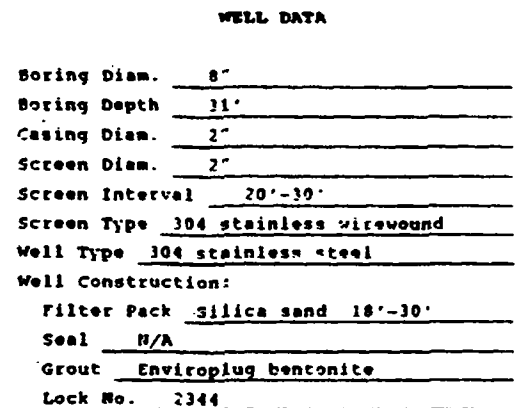 WELL DATA
Boring Diam. 8"
Boring Depth 31'
Casing Diam. 2"
Screen Diam. 2"
Screen Interval 20'-30'
Screen Type 304 stainless wirewound
Well Type 304 stainless steel
Well Construction:
Filter Pack Silica sand 18'-30'
Seal N/A
Grout Enviroplug bentonite
Lock No. 2344